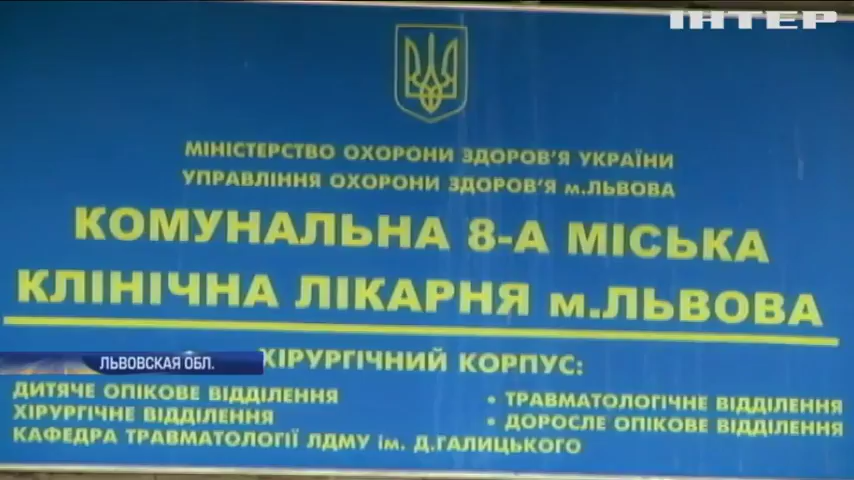 ІНТЕР
МІНІСТЕРСТВО ОХОРОНИ ЗДОРОВ'Я УКРАЇНИ
УПРАВЛІННЯ ОХОРОНИ ЗДОРОВ'Я м.ЛЬВОВА
КОМУНАЛЬНА 8-А МІСЬКА
КЛІНІЧНА ЛІКАРНЯ м.ЛЬВОВА
ЛЬВОВСКАЯ ОБЛ.
ХІРУРГІЧНИЙ КОРПУС:
ДИТЯЧЕ ОПІКОВЕ ВІДДІЛЕННЯ
• ТРАВМАТОЛОГІЧНЕ ВІДДІЛЕННЯ
ХІРУРГІЧНЕ ВІДДІЛЕННЯ
• ДОРОСЛЕ ОПІКОВЕ ВІДДІЛЕННЯ
КАФЕДРА ТРАВМАТОЛОГІЇ ЛДМУ ім. Д.ГАЛИЦЬКОГО